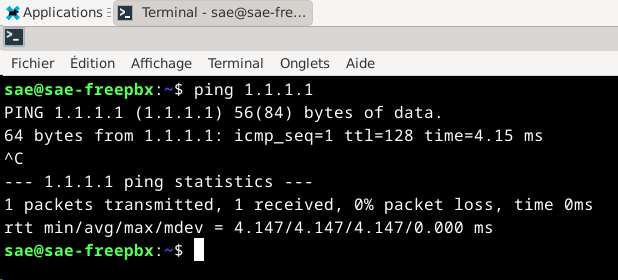 Applications
Terminal - sae@sae-fre...
Fichier Édition Affichage Terminal Onglets Aide
sae@sae-freepbx:~$ ping 1.1.1.1
PING 1.1.1.1 (1.1.1.1) 56(84) bytes of data.
64 bytes from 1.1.1.1: icmp_seq=1 ttl=128 time=4.15 ms
^C
--- 1.1.1.1 ping statistics ---
1 packets transmitted, 1 received, 0% packet loss, time 0ms
rtt min/avg/max/mdev = 4.147/4.147/4.147/0.000 ms
sae@sae-freepbx:~$